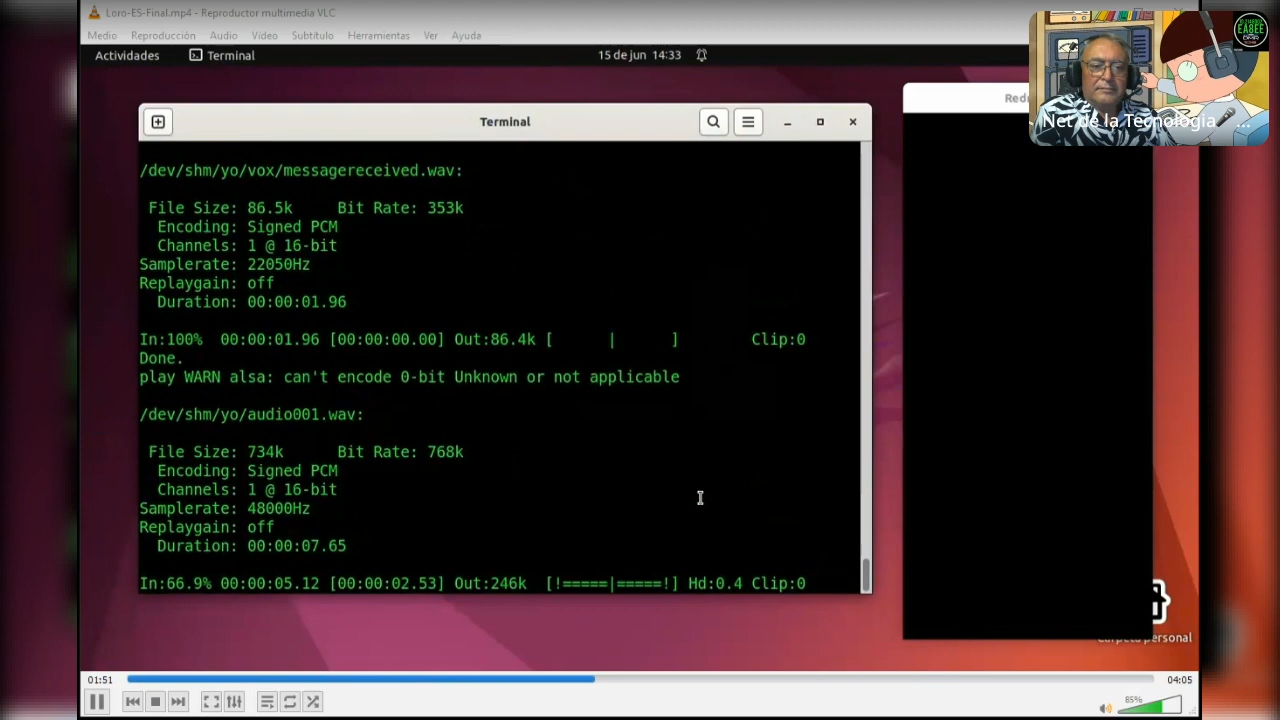 Loro-ES-Final.mp4 - Reproductor multimedia VLC
Medio Reproducción Audio Vídeo Subtítulo Herramientas Ver Ayuda
Actividades Terminal 15 de jun 14:33
Terminal
/dev/shm/yo/vox/messagereceived.wav:
File Size: 86.5k Bit Rate: 353k
Encoding: Signed PCM
Channels: 1 @ 16-bit
Samplerate: 22050Hz
Replaygain: off
Duration: 00:00:01.96
In:100% 00:00:01.96 [00:00:00.00] Out:86.4k [ | ] Clip:0
Done.
play WARN alsa: can't encode 0-bit Unknown or not applicable
/dev/shm/yo/audio001.wav:
File Size: 734k Bit Rate: 768k
Encoding: Signed PCM
Channels: 1 @ 16-bit
Samplerate: 48000Hz
Replaygain: off
Duration: 00:00:07.65
In:66.9% 00:00:05.12 [00:00:02.53] Out:246k [!=====|=====!] Hd:0.4 Clip:0
Net de la Tecnologia ...
EA8EE
DMR
personal
01:51
04:05
85%